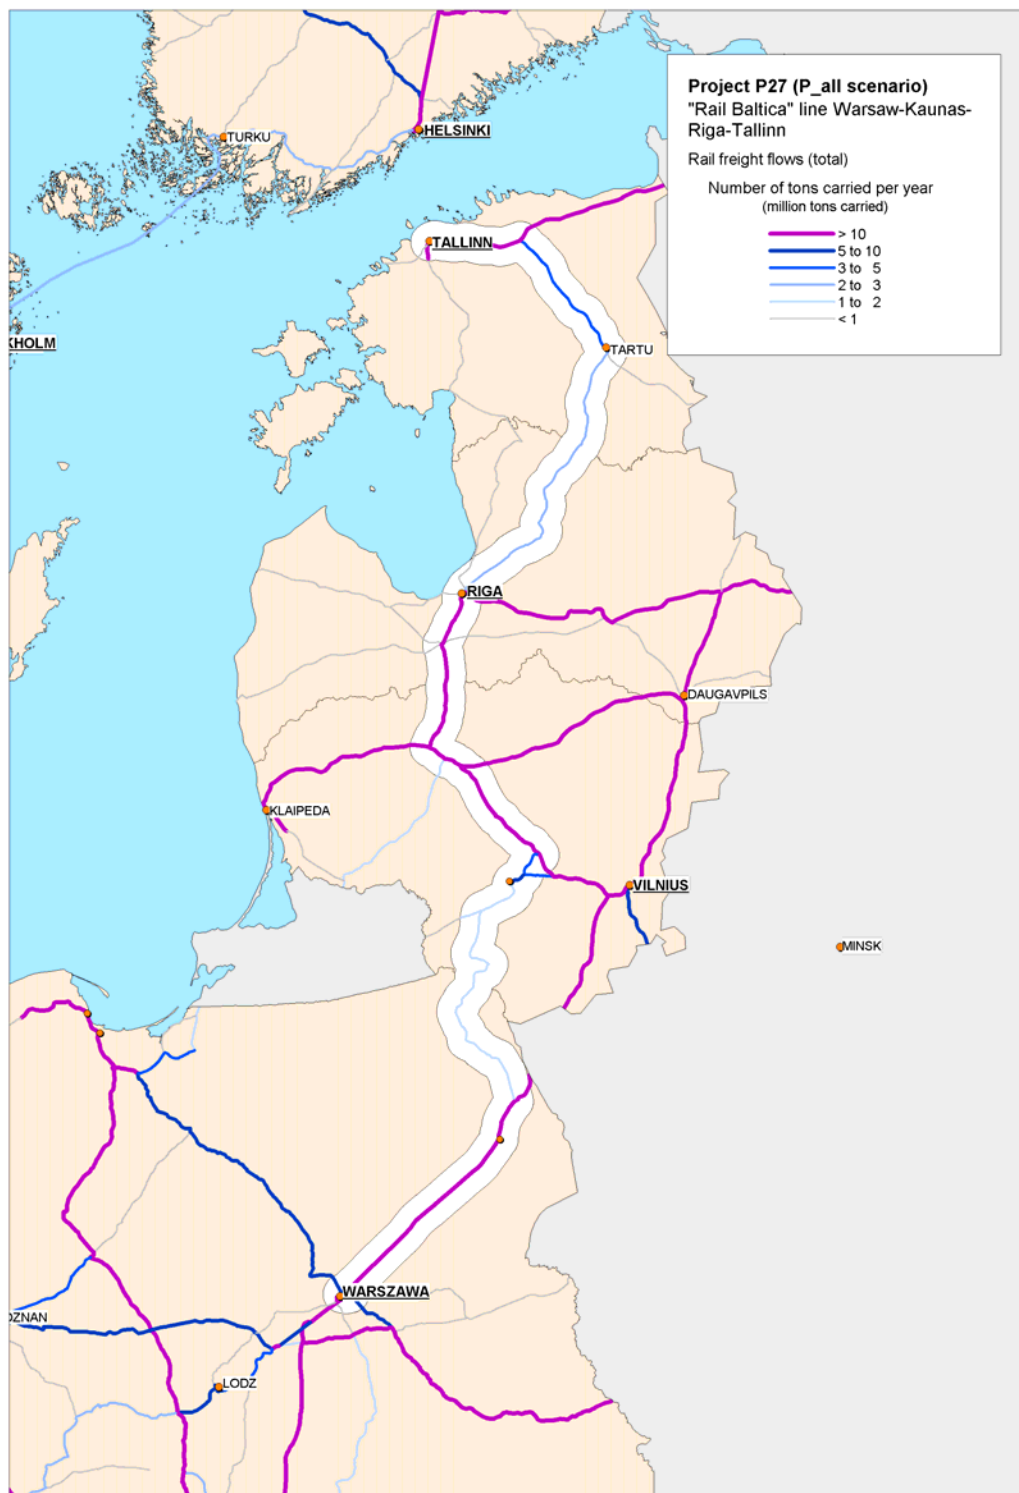 Project P27 (P_all scenario)
"Rail Baltica" line Warsaw-Kaunas-
Riga-Tallinn
Rail freight flows (total)
Number of tons carried per year
(million tons carried)
> 10
5 to 10
3 to 5
2 to 3
1 to 2
< 1
HELSINKI
TURKU
TALLINN
KHOLM
TARTU
RIGA
DAUGAVPILS
KLAIPEDA
VILNIUS
MINSK
WARSZAWA
OZNAN
LODZ